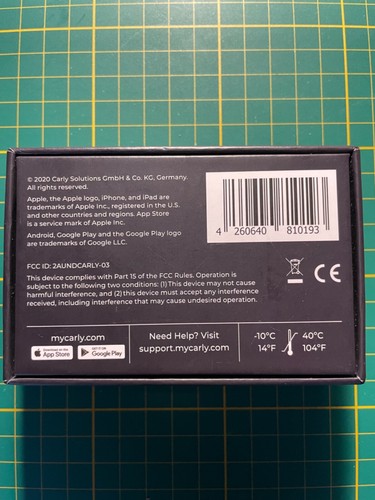 © 2020 Carly Solutions GmbH & Co. KG, Germany.
All rights reserved.
Apple, the Apple logo, iPhone, and iPad are
trademarks of Apple Inc., registered in the U.S.
and other countries and regions. App Store
is a service mark of Apple Inc.
Android, Google Play and the Google Play logo
are trademarks of Google LLC.
4 260640 810193
FCC ID: 2AUNDCARLY-03
This device complies with Part 15 of the FCC Rules. Operation is
subject to the following two conditions: (1) This device may not cause
harmful interference, and (2) this device must accept any interference
received, including interference that may cause undesired operation.
CE
mycarly.com
Download on the
App Store
GET IT ON
Google Play
Need Help? Visit
support.mycarly.com
-10°C 40°C
14°F 104°F